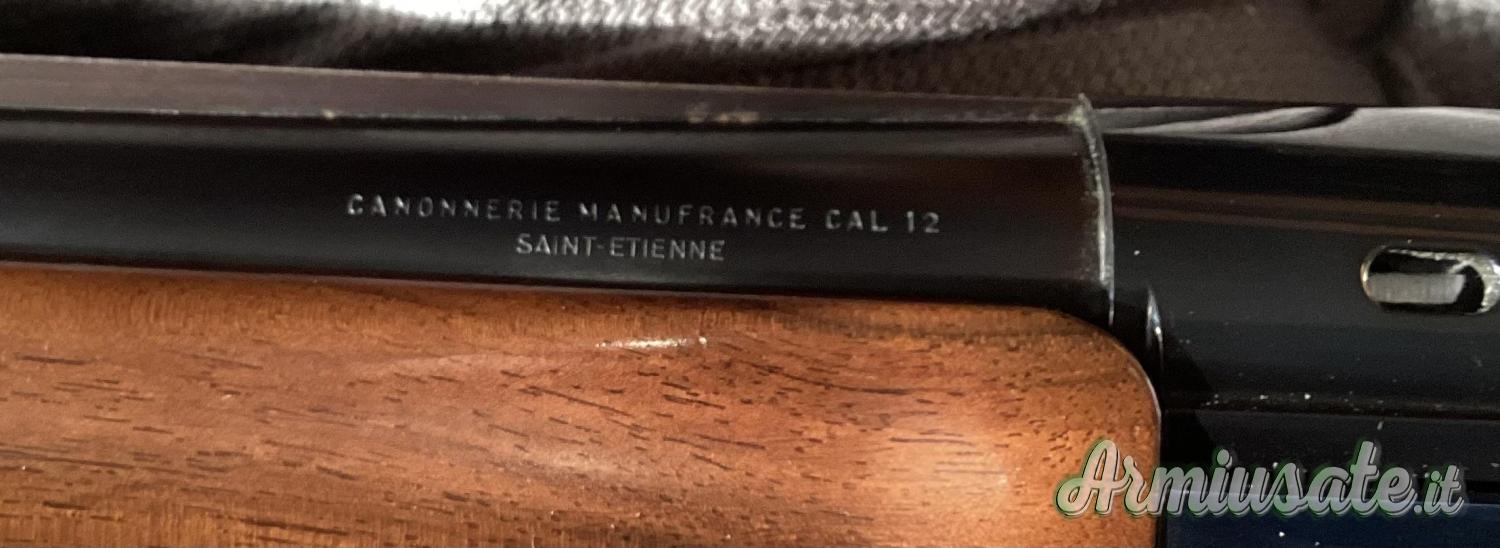 CANONNERIE MANUFRANCE CAL 12
SAINT-ETIENNE
Armiusate.it